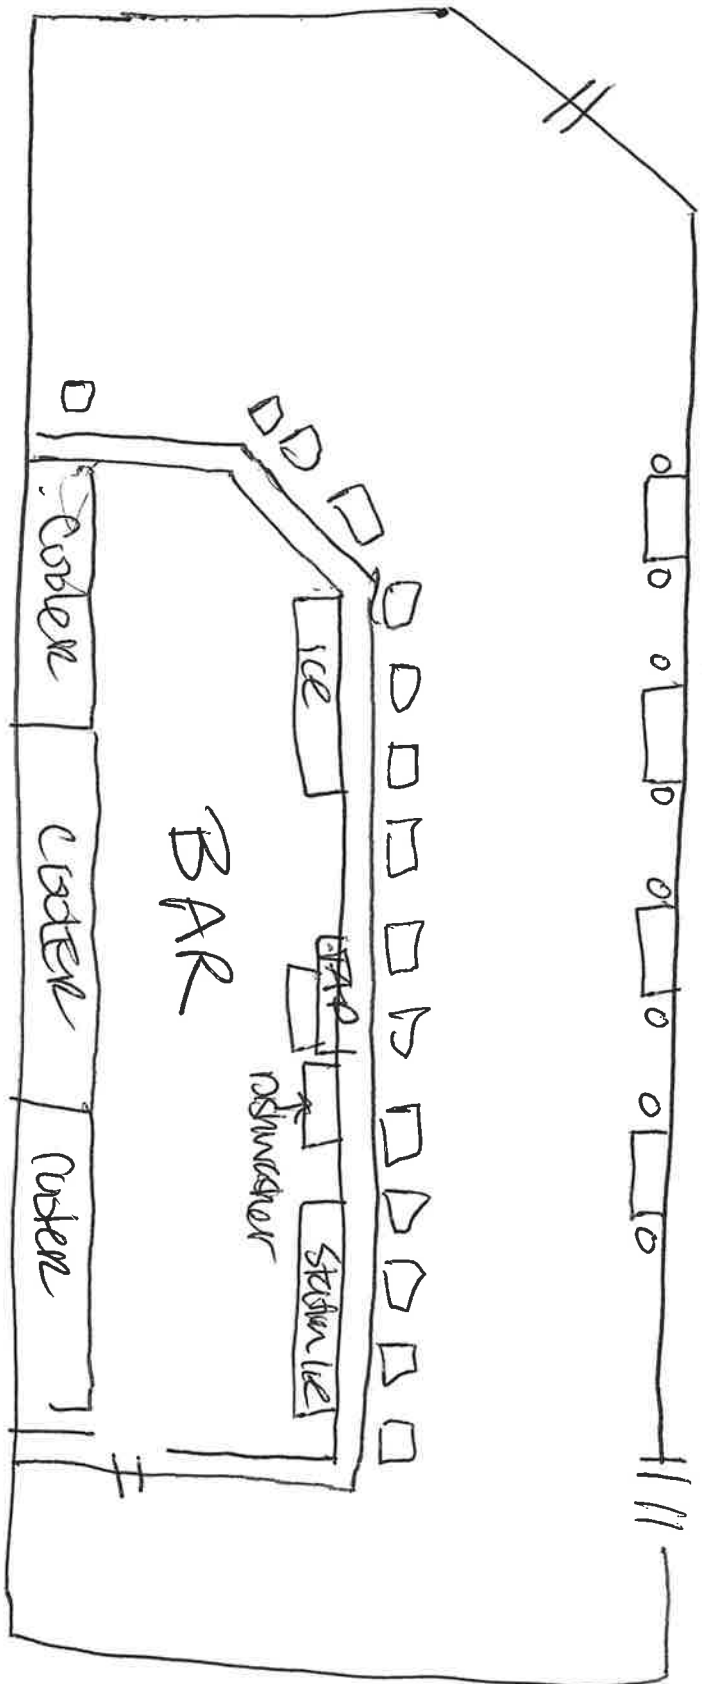 Cooler
COOLER
Cooler
BAR
ice
TAP
Dishwasher
Station Ice